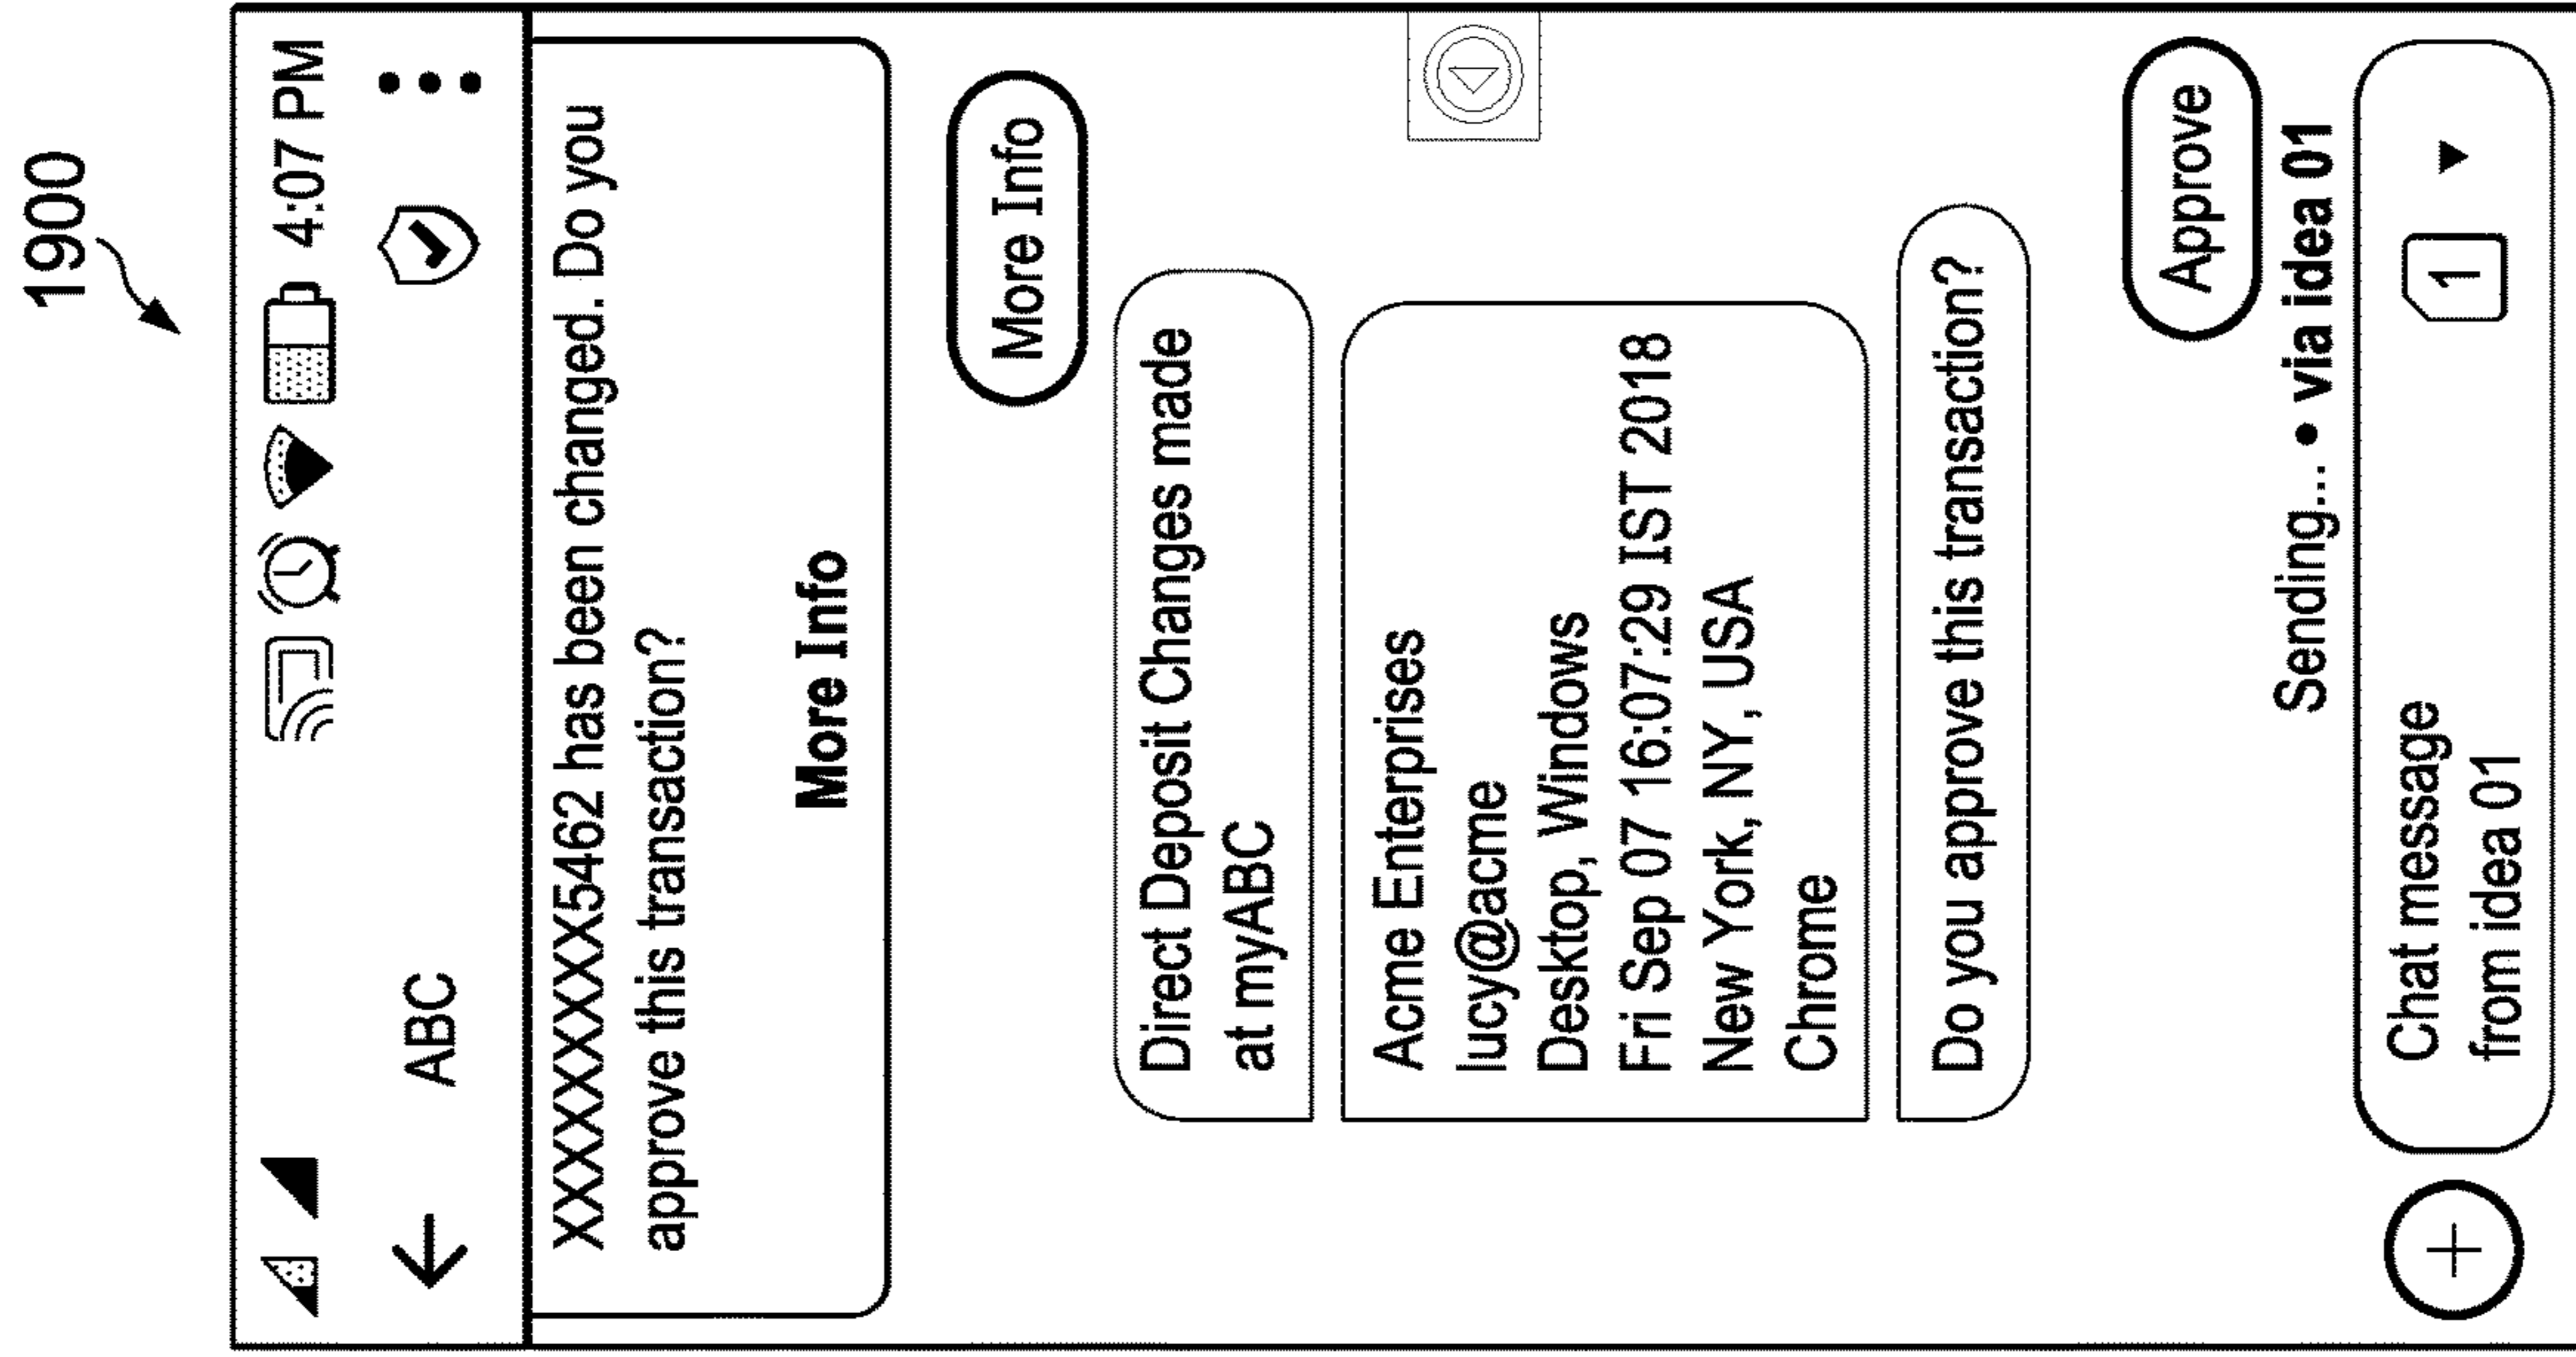 1900
4:07 PM
ABC
XXXXXXXXXX5462 has been changed. Do you
approve this transaction?
More Info
More Info
Direct Deposit Changes made
at myABC
Acme Enterprises
lucy@acme
Desktop, Windows
Fri Sep 07 16:07:29 IST 2018
New York, NY, USA
Chrome
Do you approve this transaction?
Approve
Sending... • via idea 01
Chat message
from idea 01
1